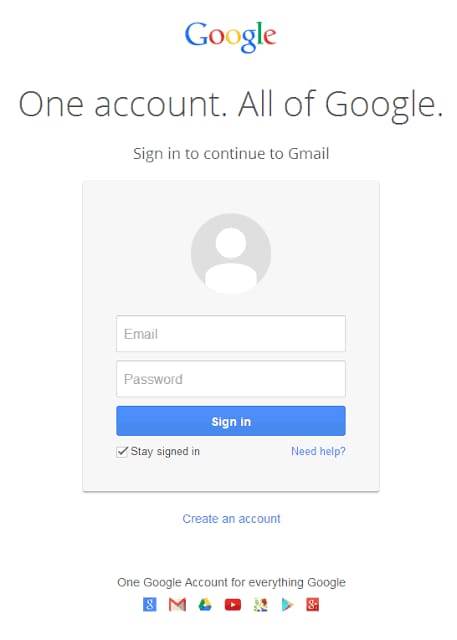 Google
One account. All of Google.
Sign in to continue to Gmail
Email
Password
Sign in
Stay signed in Need help?
Create an account
One Google Account for everything Google